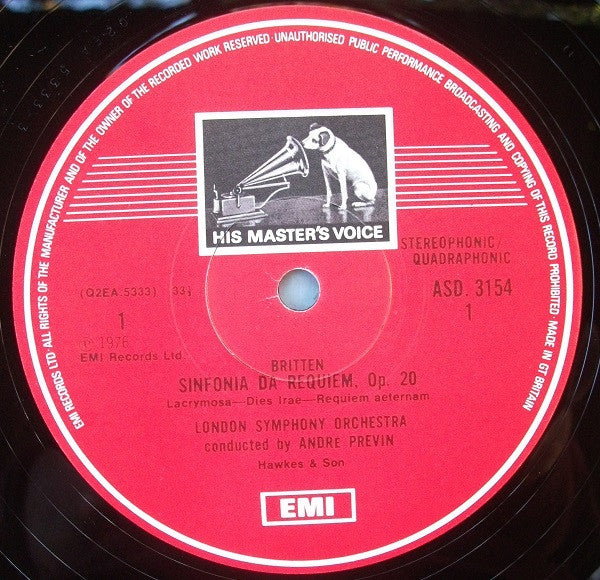 EMI RECORDS LTD · ALL RIGHTS OF THE MANUFACTURER AND OF THE OWNER OF THE RECORDED WORK RESERVED · UNAUTHORISED PUBLIC PERFORMANCE BROADCASTING AND COPYING OF THIS RECORD PROHIBITED · MADE IN GT BRITAIN
HIS MASTER'S VOICE
STEREOPHONIC/
QUADRAPHONIC
(Q2EA 5333) 33⅓
ASD. 3154
1
1
℗ 1976
EMI Records Ltd.
BRITTEN
SINFONIA DA REQUIEM, Op. 20
Lacrymosa—Dies Irae—Requiem aeternam
LONDON SYMPHONY ORCHESTRA
conducted by ANDRE PREVIN
Hawkes & Son
EMI